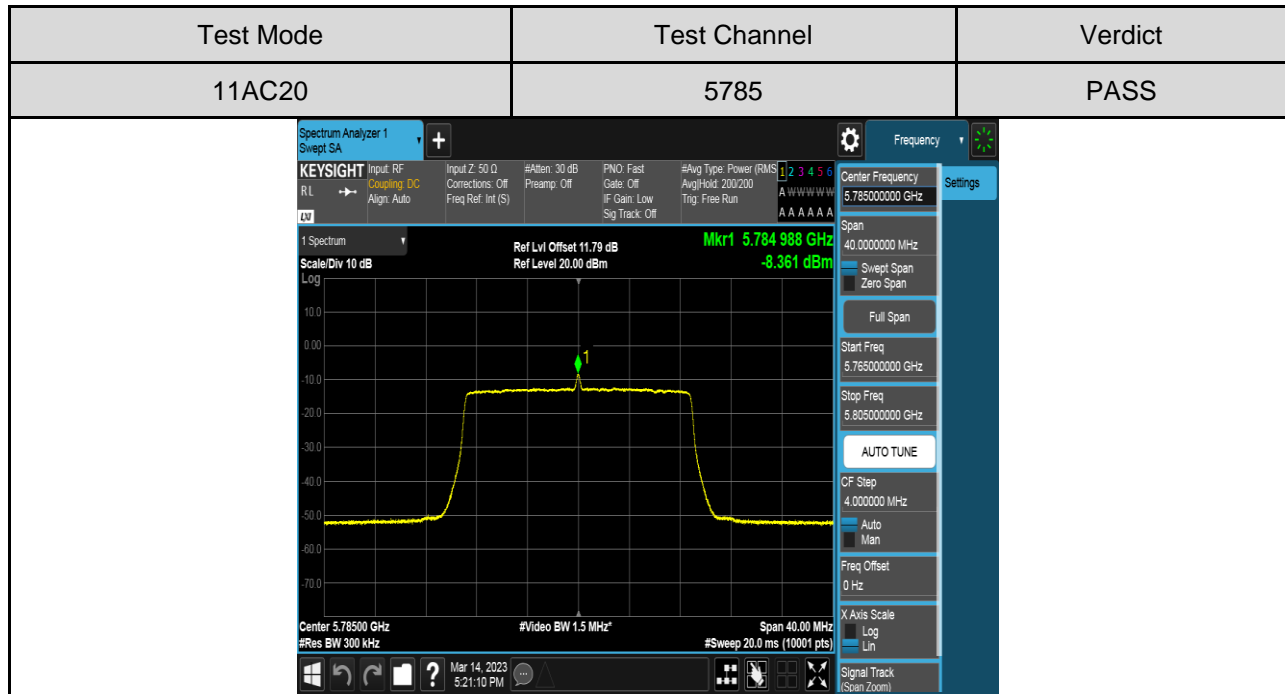 Test Mode Test Channel Verdict
11AC20 5785 PASS
Spectrum Analyzer 1
Swept SA
+
Frequency
KEYSIGHT
RL
LXI
Input: RF
Coupling: DC
Align: Auto
Input Z: 50 Ω
Corrections: Off
Freq Ref: Int (S)
#Atten: 30 dB
Preamp: Off
PNO: Fast
Gate: Off
IF Gain: Low
Sig Track: Off
#Avg Type: Power (RMS
Avg|Hold: 200/200
Trig: Free Run
1 2 3 4 5 6
A W W W W W
A A A A A A
1 Spectrum
Scale/Div 10 dB
Log
Ref Lvl Offset 11.79 dB
Ref Level 20.00 dBm
Mkr1 5.784 988 GHz
-8.361 dBm
10.0
0.00
-10.0
-20.0
-30.0
-40.0
-50.0
-60.0
-70.0
1
Center 5.78500 GHz
#Res BW 300 kHz
#Video BW 1.5 MHz*
Span 40.00 MHz
#Sweep 20.0 ms (10001 pts)
?
Mar 14, 2023
5:21:10 PM
Center Frequency
5.785000000 GHz
Settings
Span
40.0000000 MHz
Swept Span
Zero Span
Full Span
Start Freq
5.765000000 GHz
Stop Freq
5.805000000 GHz
AUTO TUNE
CF Step
4.000000 MHz
Auto
Man
Freq Offset
0 Hz
X Axis Scale
Log
Lin
Signal Track
(Span Zoom)